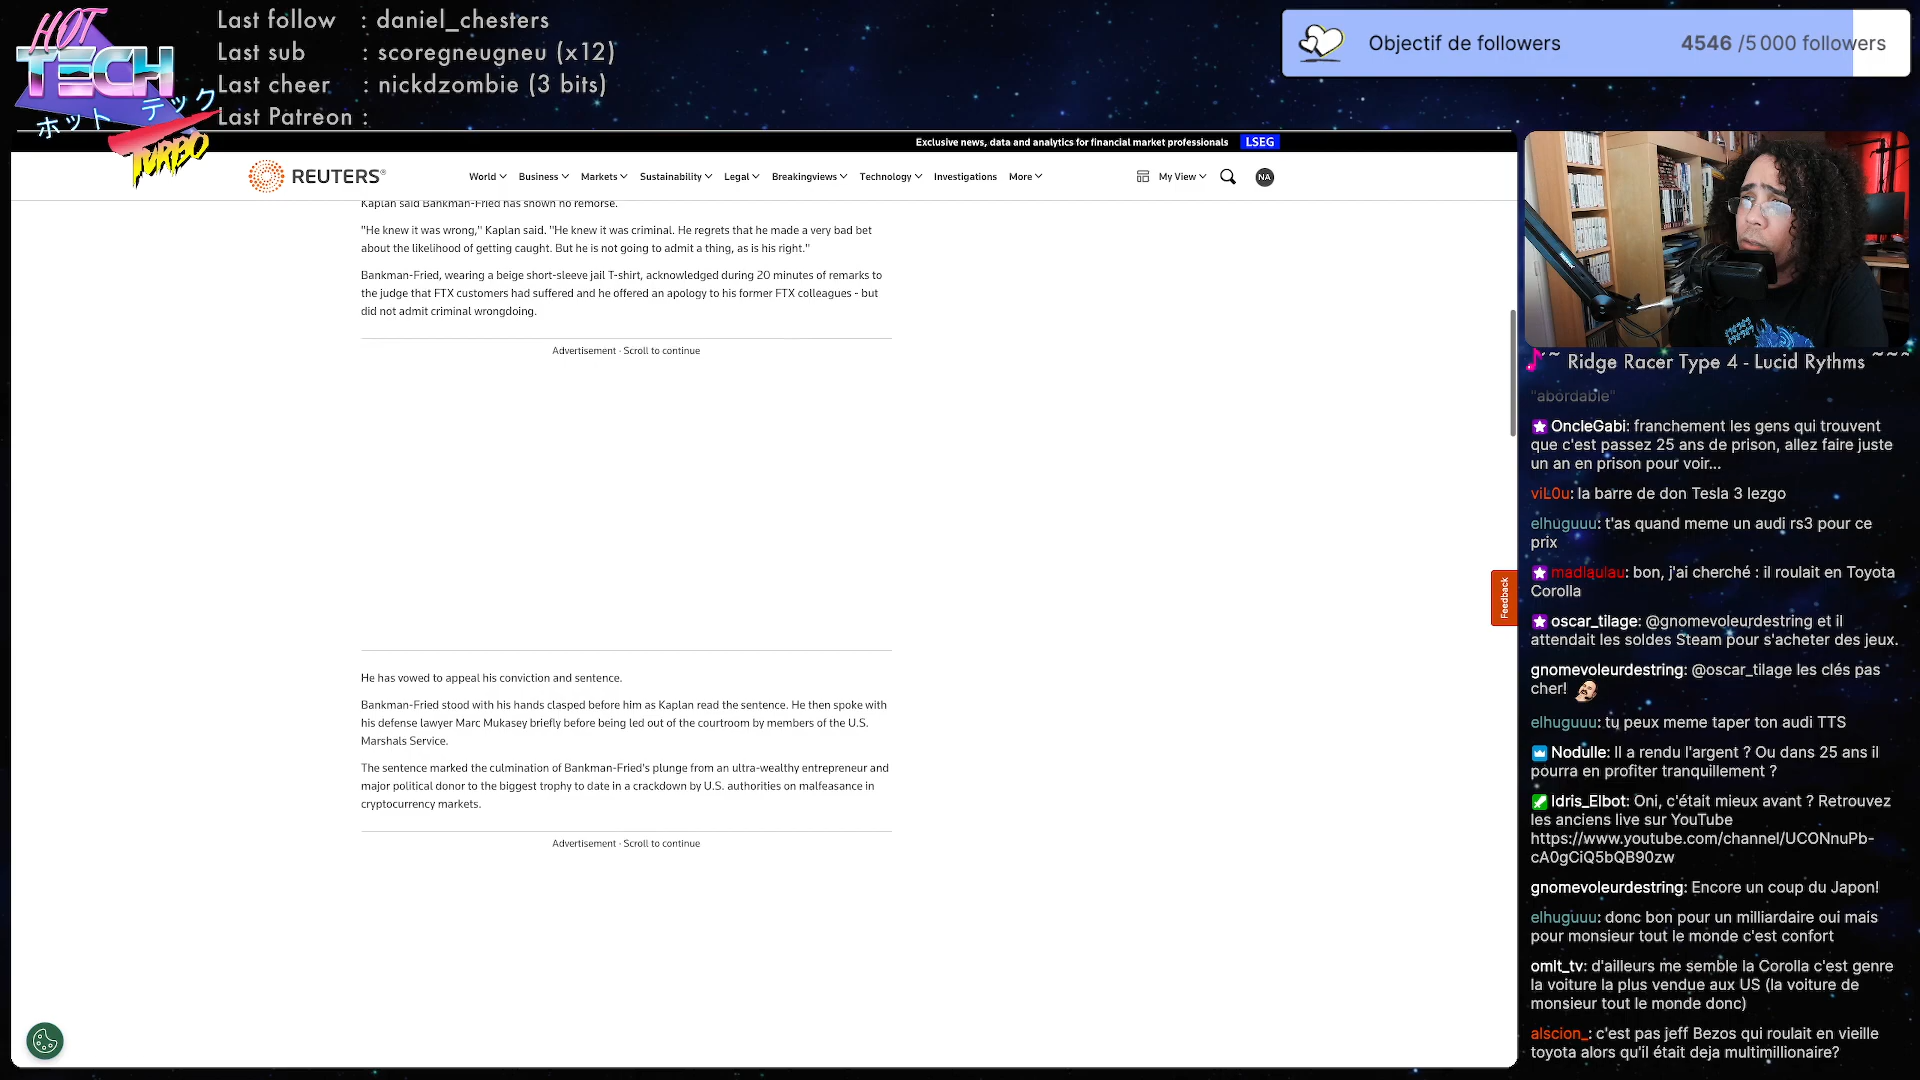 HOT
TECH
ホット テック
TURBO
Last follow : daniel_chesters
Last sub : scoregneugneu (x12)
Last cheer : nickdzombie (3 bits)
Last Patreon :
Objectif de followers 4546 /5 000 followers
Exclusive news, data and analytics for financial market professionals LSEG
REUTERS®
World Business Markets Sustainability Legal Breakingviews Technology Investigations More My View NA
Kaplan said Bankman-Fried has shown no remorse.
"He knew it was wrong," Kaplan said. "He knew it was criminal. He regrets that he made a very bad bet
about the likelihood of getting caught. But he is not going to admit a thing, as is his right."
Bankman-Fried, wearing a beige short-sleeve jail T-shirt, acknowledged during 20 minutes of remarks to
the judge that FTX customers had suffered and he offered an apology to his former FTX colleagues - but
did not admit criminal wrongdoing.
Advertisement · Scroll to continue
He has vowed to appeal his conviction and sentence.
Bankman-Fried stood with his hands clasped before him as Kaplan read the sentence. He then spoke with
his defense lawyer Marc Mukasey briefly before being led out of the courtroom by members of the U.S.
Marshals Service.
The sentence marked the culmination of Bankman-Fried's plunge from an ultra-wealthy entrepreneur and
major political donor to the biggest trophy to date in a crackdown by U.S. authorities on malfeasance in
cryptocurrency markets.
Advertisement · Scroll to continue
Feedback
~ Ridge Racer Type 4 - Lucid Rythms ~~~
"abordable"
OncleGabi: franchement les gens qui trouvent
que c'est passez 25 ans de prison, allez faire juste
un an en prison pour voir...
viL0u: la barre de don Tesla 3 lezgo
elhuguuu: t'as quand meme un audi rs3 pour ce
prix
madlaulau: bon, j'ai cherché : il roulait en Toyota
Corolla
oscar_tilage: @gnomevoleurdestring et il
attendait les soldes Steam pour s'acheter des jeux.
gnomevoleurdestring: @oscar_tilage les clés pas
cher!
elhuguuu: tu peux meme taper ton audi TTS
Nodulle: Il a rendu l'argent ? Ou dans 25 ans il
pourra en profiter tranquillement ?
Idris_Elbot: Oni, c'était mieux avant ? Retrouvez
les anciens live sur YouTube
https://www.youtube.com/channel/UCONnuPb-
cA0gCiQ5bQB90zw
gnomevoleurdestring: Encore un coup du Japon!
elhuguuu: donc bon pour un milliardaire oui mais
pour monsieur tout le monde c'est confort
omlt_tv: d'ailleurs me semble la Corolla c'est genre
la voiture la plus vendue aux US (la voiture de
monsieur tout le monde donc)
alscion_: c'est pas jeff Bezos qui roulait en vieille
toyota alors qu'il était deja multimillionaire?